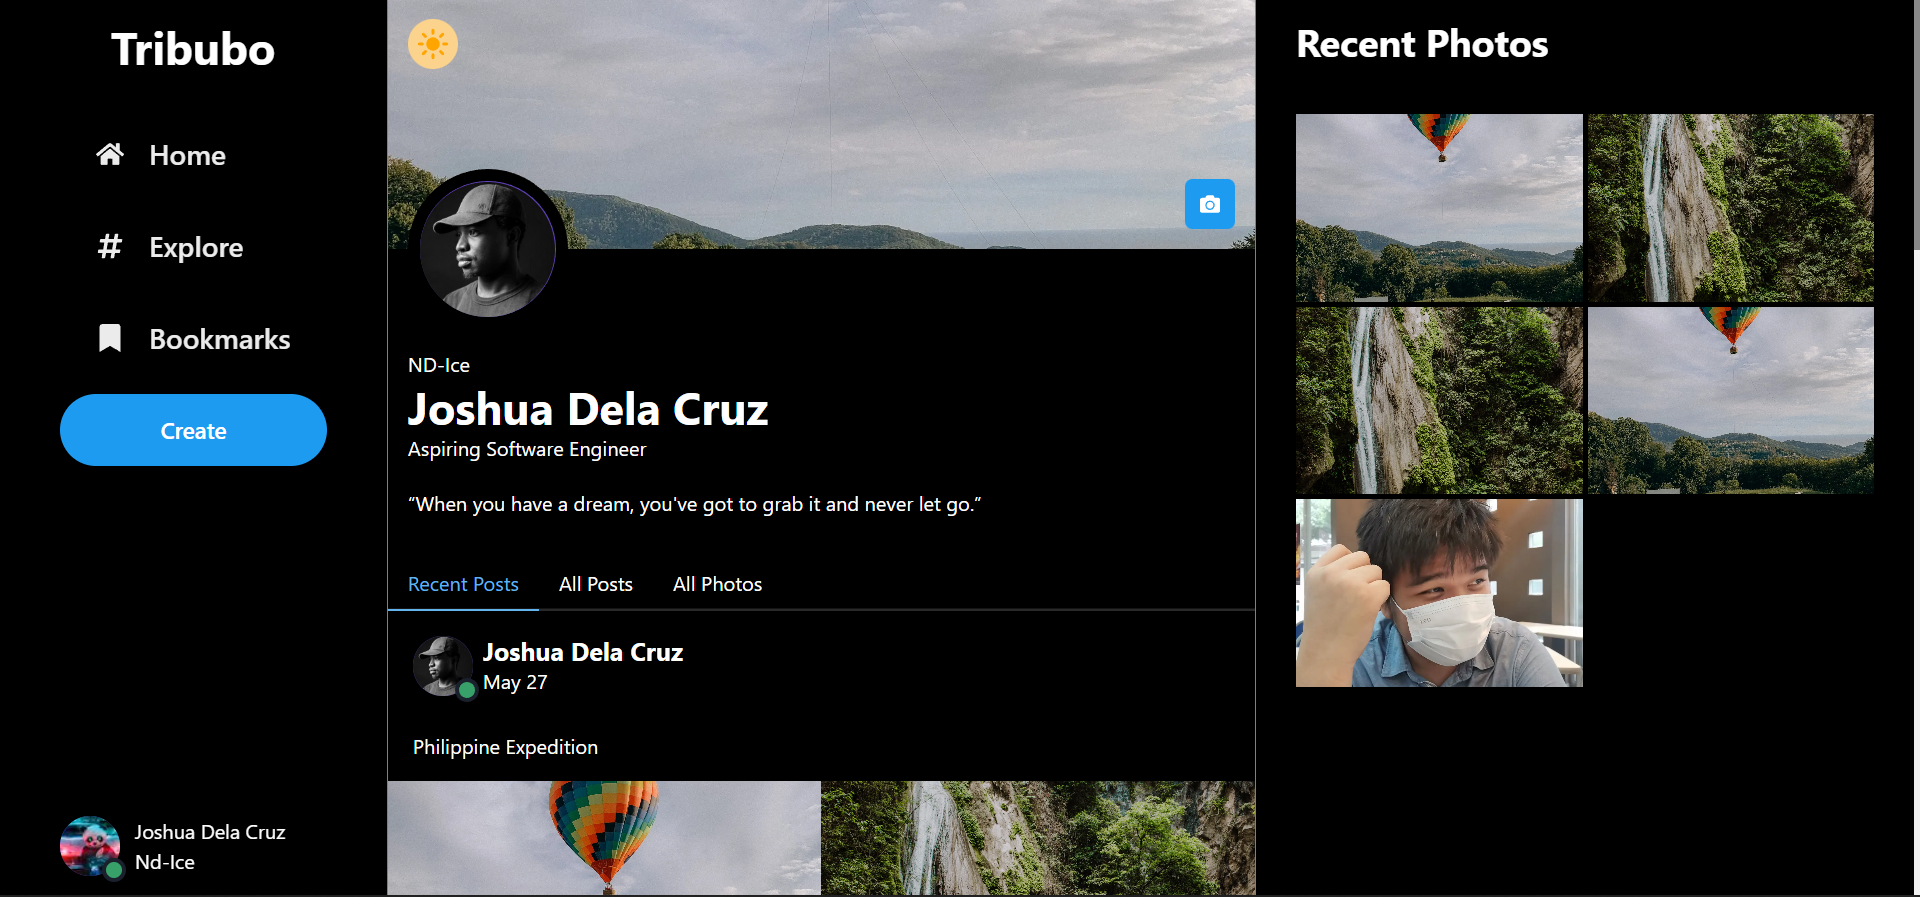 Tribubo
Home
Explore
Bookmarks
Create
Joshua Dela Cruz
Nd-Ice
ND-Ice
Joshua Dela Cruz
Aspiring Software Engineer
“When you have a dream, you've got to grab it and never let go.”
Recent Posts
All Posts
All Photos
Joshua Dela Cruz
May 27
Philippine Expedition
Recent Photos